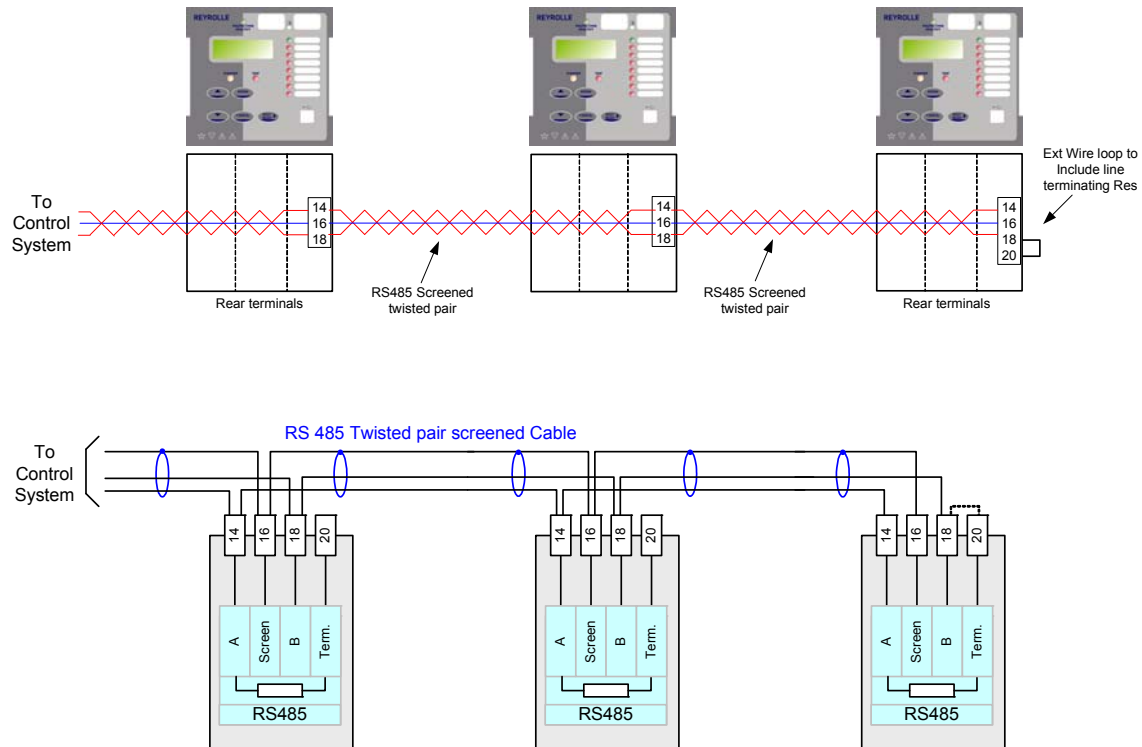 REYROLLE
REYROLLE
REYROLLE
To
Control
System
14
16
18
Rear terminals
RS485 Screened
twisted pair
14
16
18
RS485 Screened
twisted pair
14
16
18
20
Rear terminals
Ext Wire loop to
Include line
terminating Res
RS 485 Twisted pair screened Cable
To
Control
System
14
16
18
20
A
Screen
B
Term.
RS485
14
16
18
20
A
Screen
B
Term.
RS485
14
16
18
20
A
Screen
B
Term.
RS485